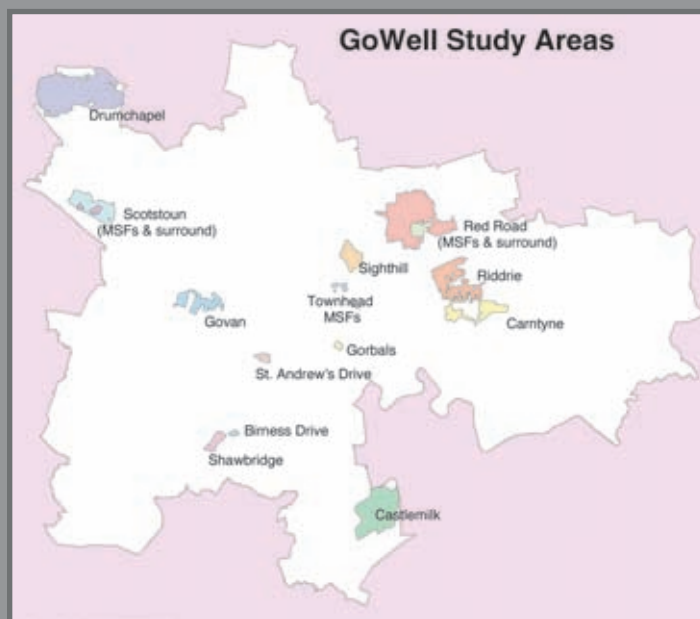 GoWell Study Areas
Drumchapel
Scotstoun
(MSFs & surround)
Red Road
(MSFs & surround)
Sighthill
Riddrie
Townhead
MSFs
Govan
Carntyne
Gorbals
St. Andrew's Drive
Birness Drive
Shawbridge
Castlemilk